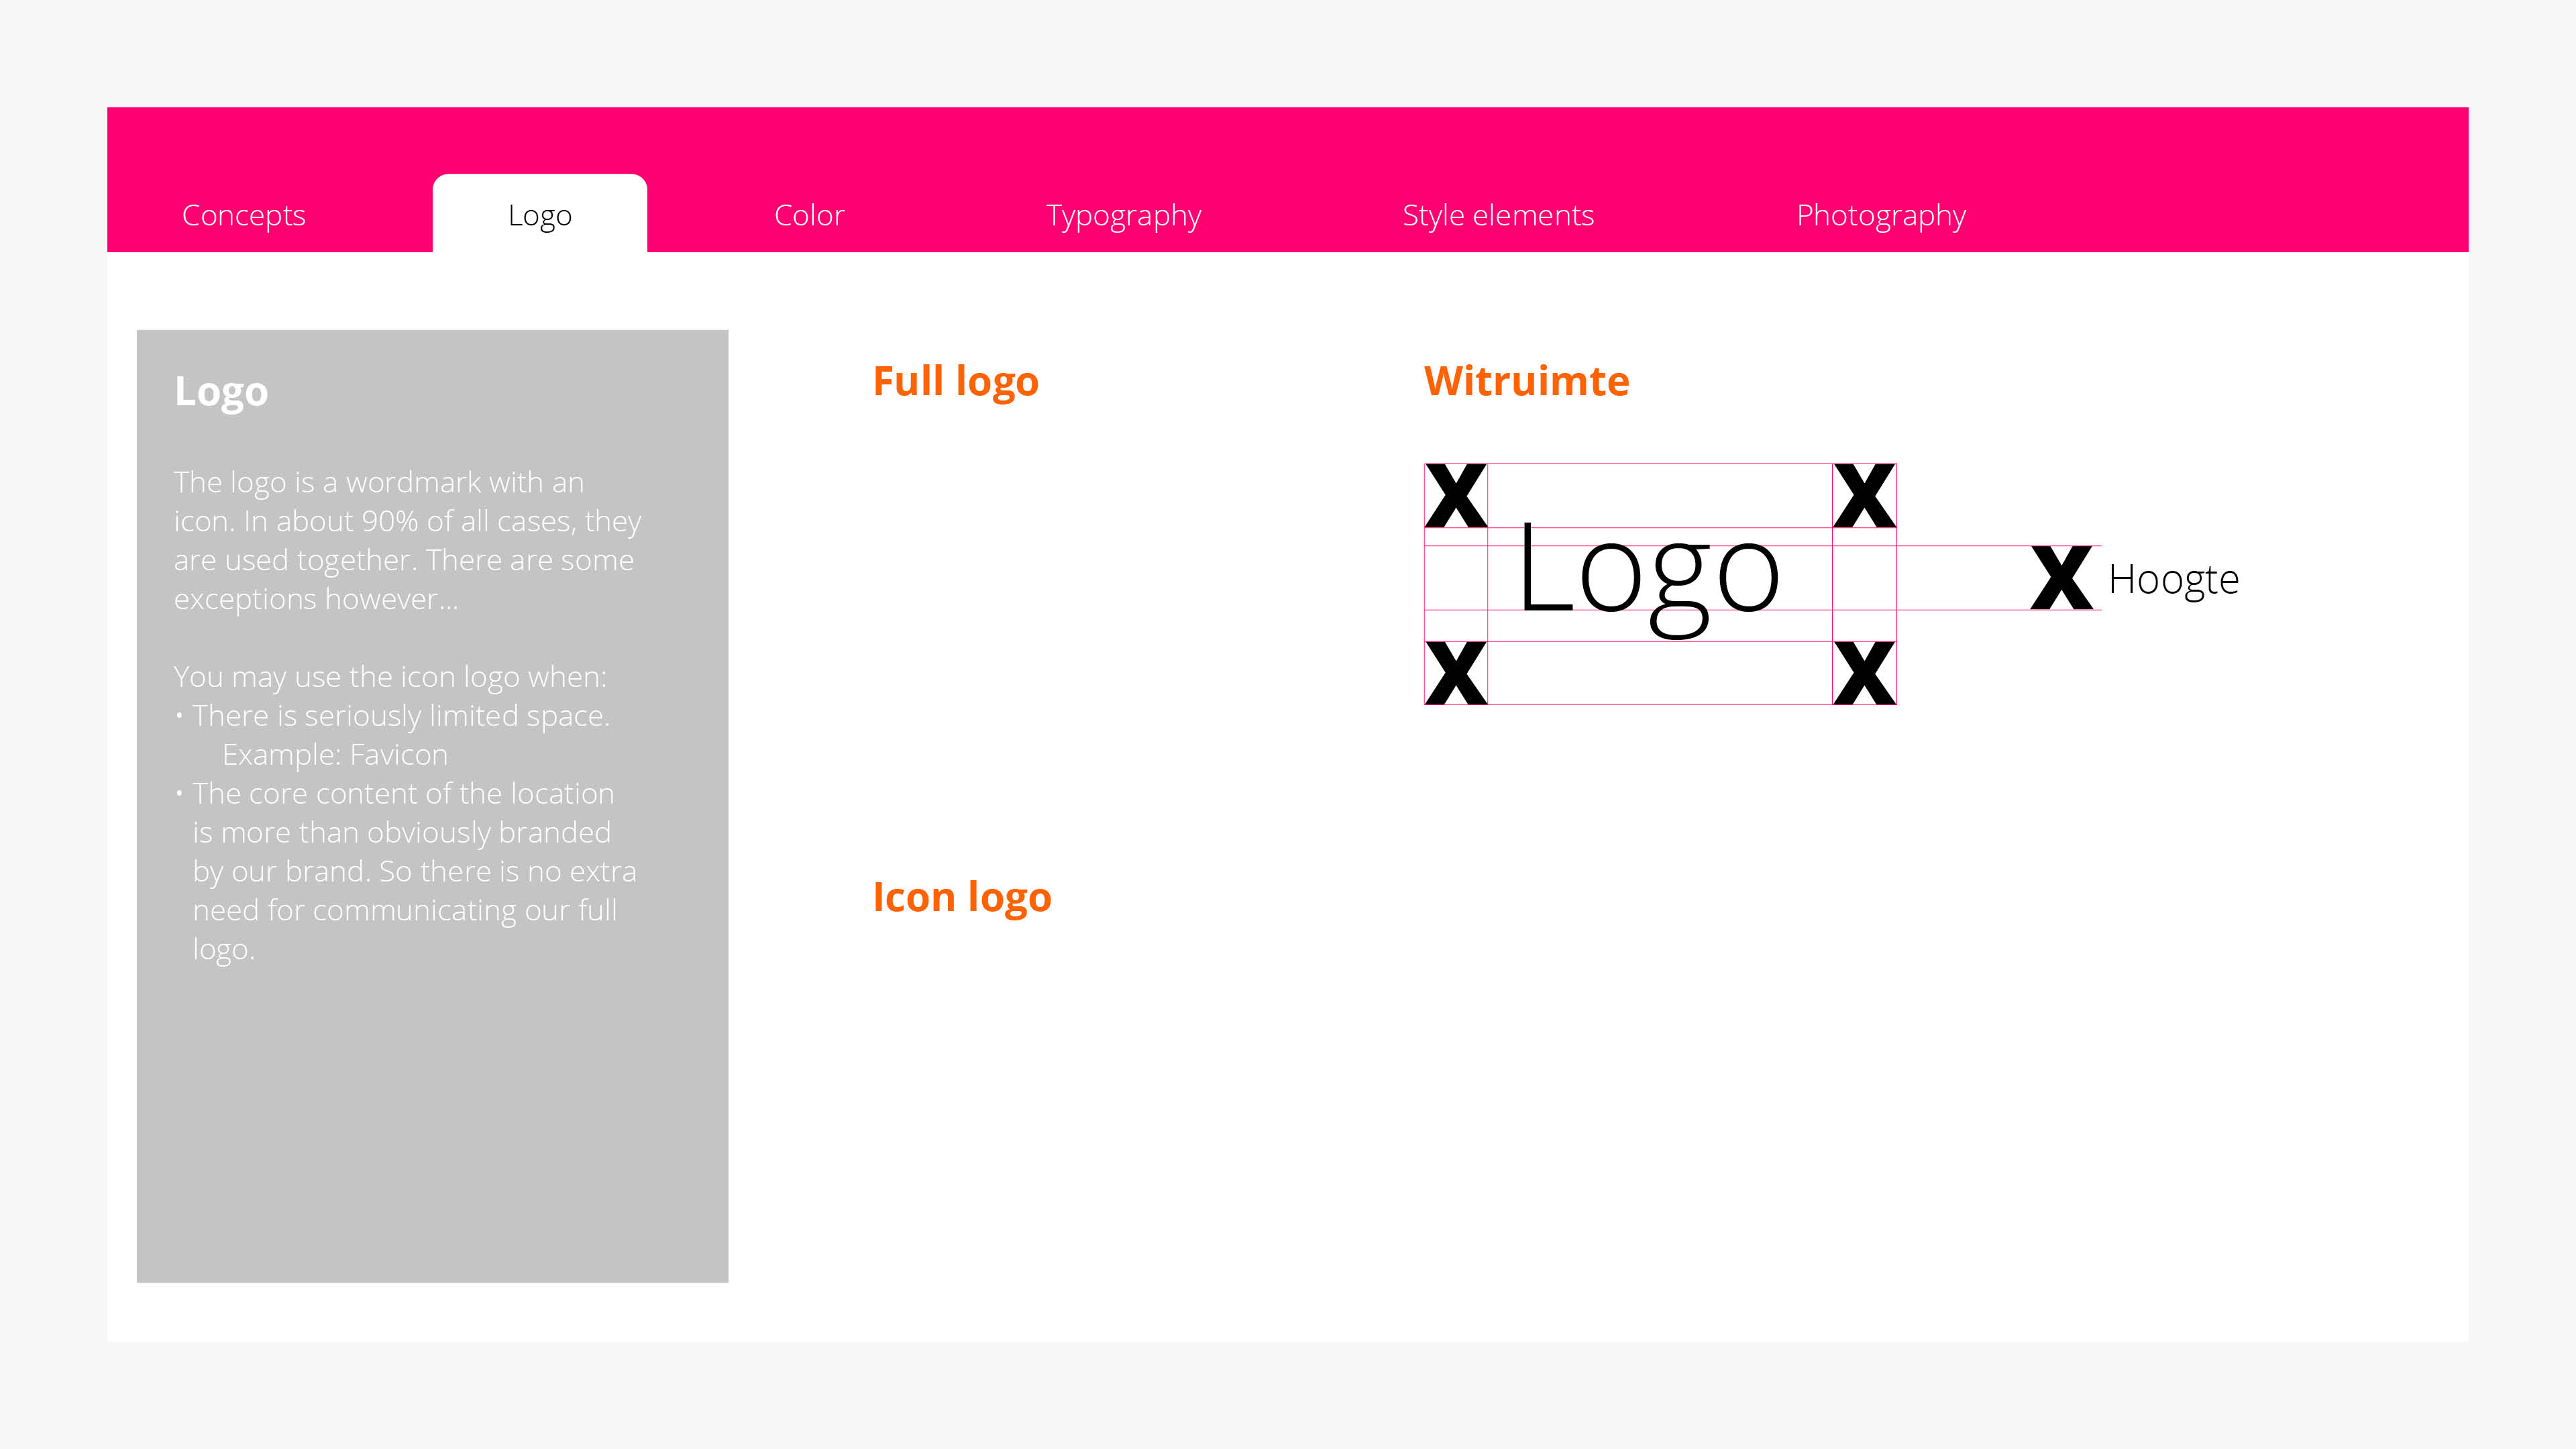 Concepts
Logo
Color
Typography
Style elements
Photography
Logo
The logo is a wordmark with an
icon. In about 90% of all cases, they
are used together. There are some
exceptions however...
You may use the icon logo when:
• There is seriously limited space.
Example: Favicon
• The core content of the location
is more than obviously branded
by our brand. So there is no extra
need for communicating our full
logo.
Full logo
Icon logo
Witruimte
X X
Logo
X Hoogte
X X